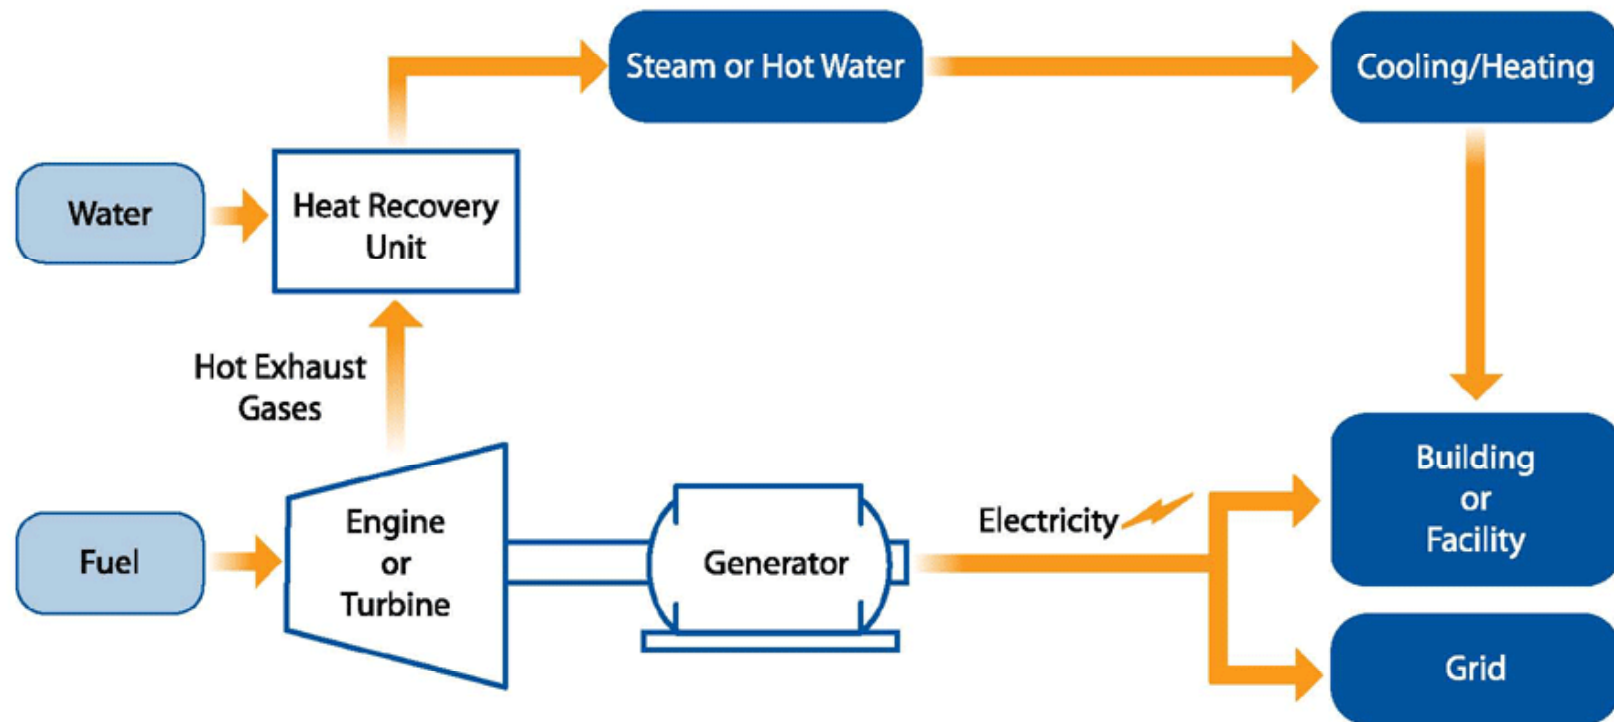 Steam or Hot Water
Cooling/Heating
Water
Heat Recovery
Unit
Hot Exhaust
Gases
Fuel
Engine
or
Turbine
Generator
Electricity
Building
or
Facility
Grid